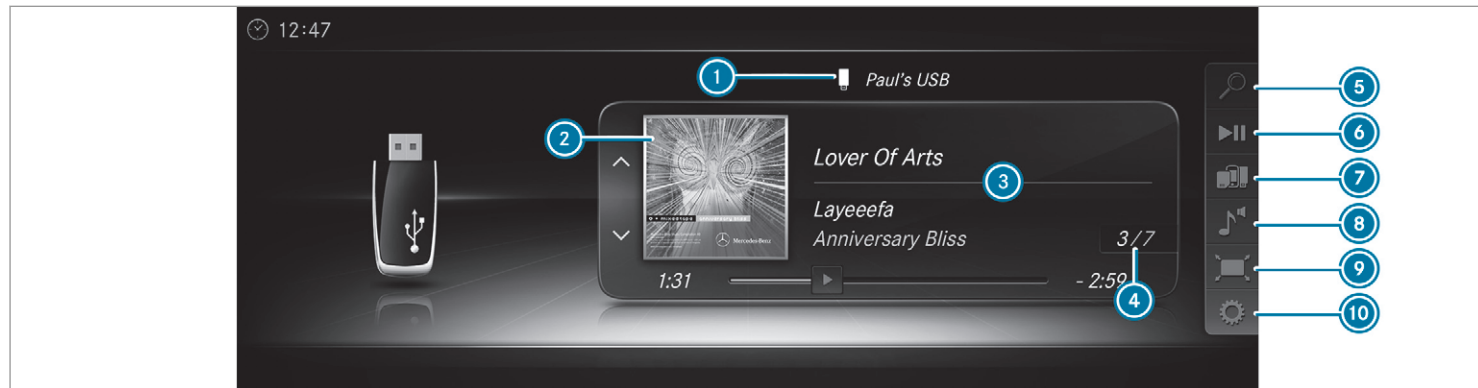 12:47
1
Paul's USB
2
Lover Of Arts
3
Layeeefa
Anniversary Bliss
3/7
1:31
- 2:59
4
Mercedes-Benz
5
6
7
8
9
10